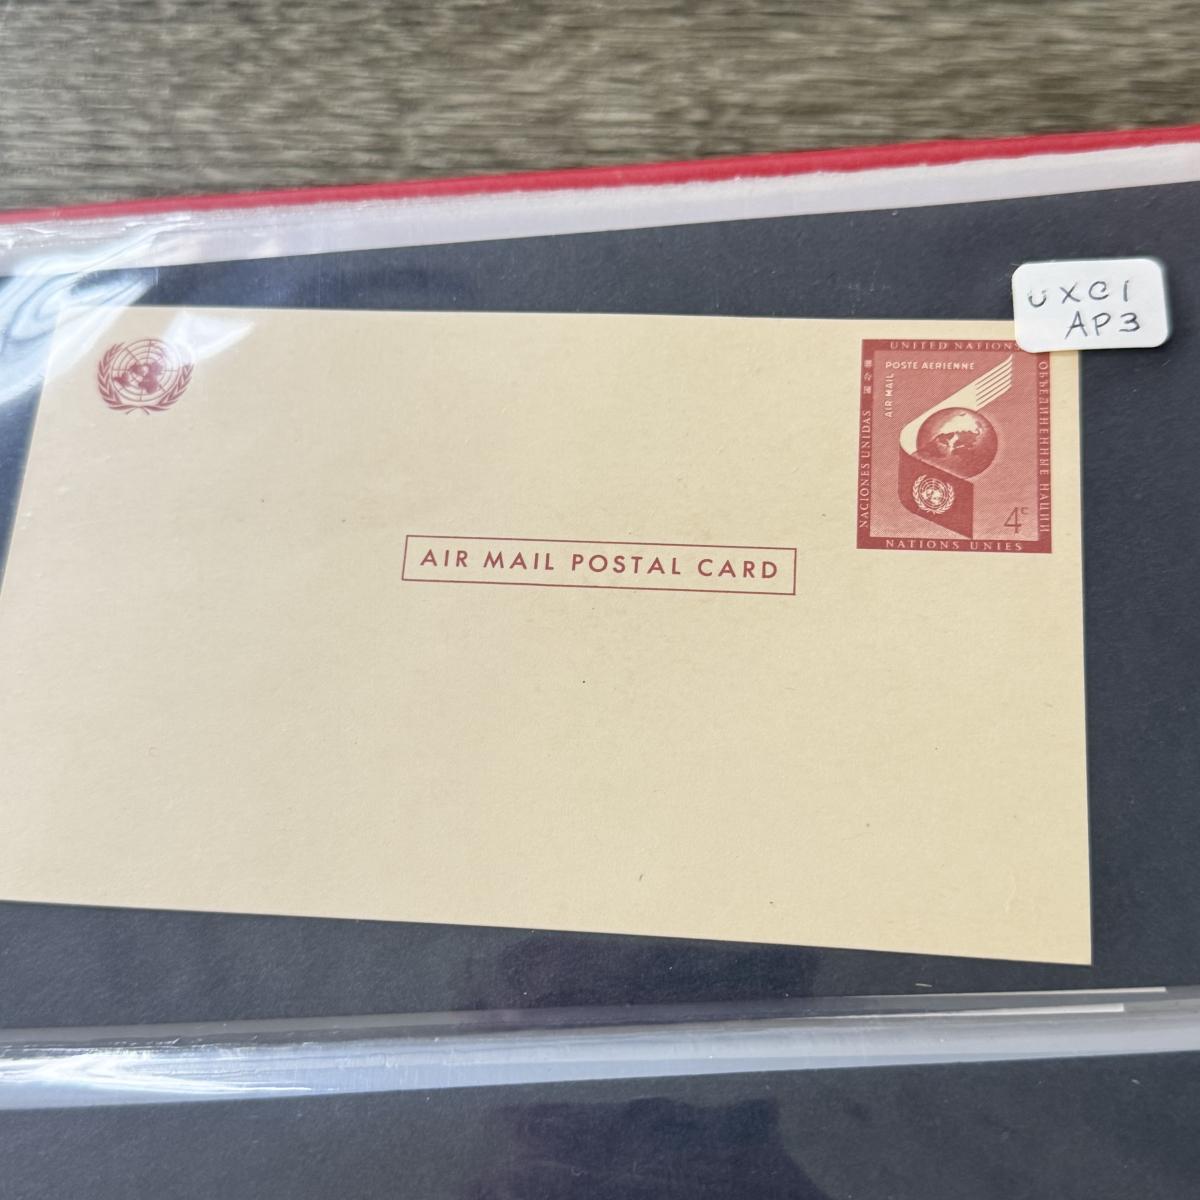 UXC1
AP3
UNITED NATIONS
POSTE AERIENNE
AIR MAIL
NACIONES UNIDAS
ОБЪЕДИНЕННЫЕ НАЦИИ
4c
NATIONS UNIES
AIR MAIL POSTAL CARD